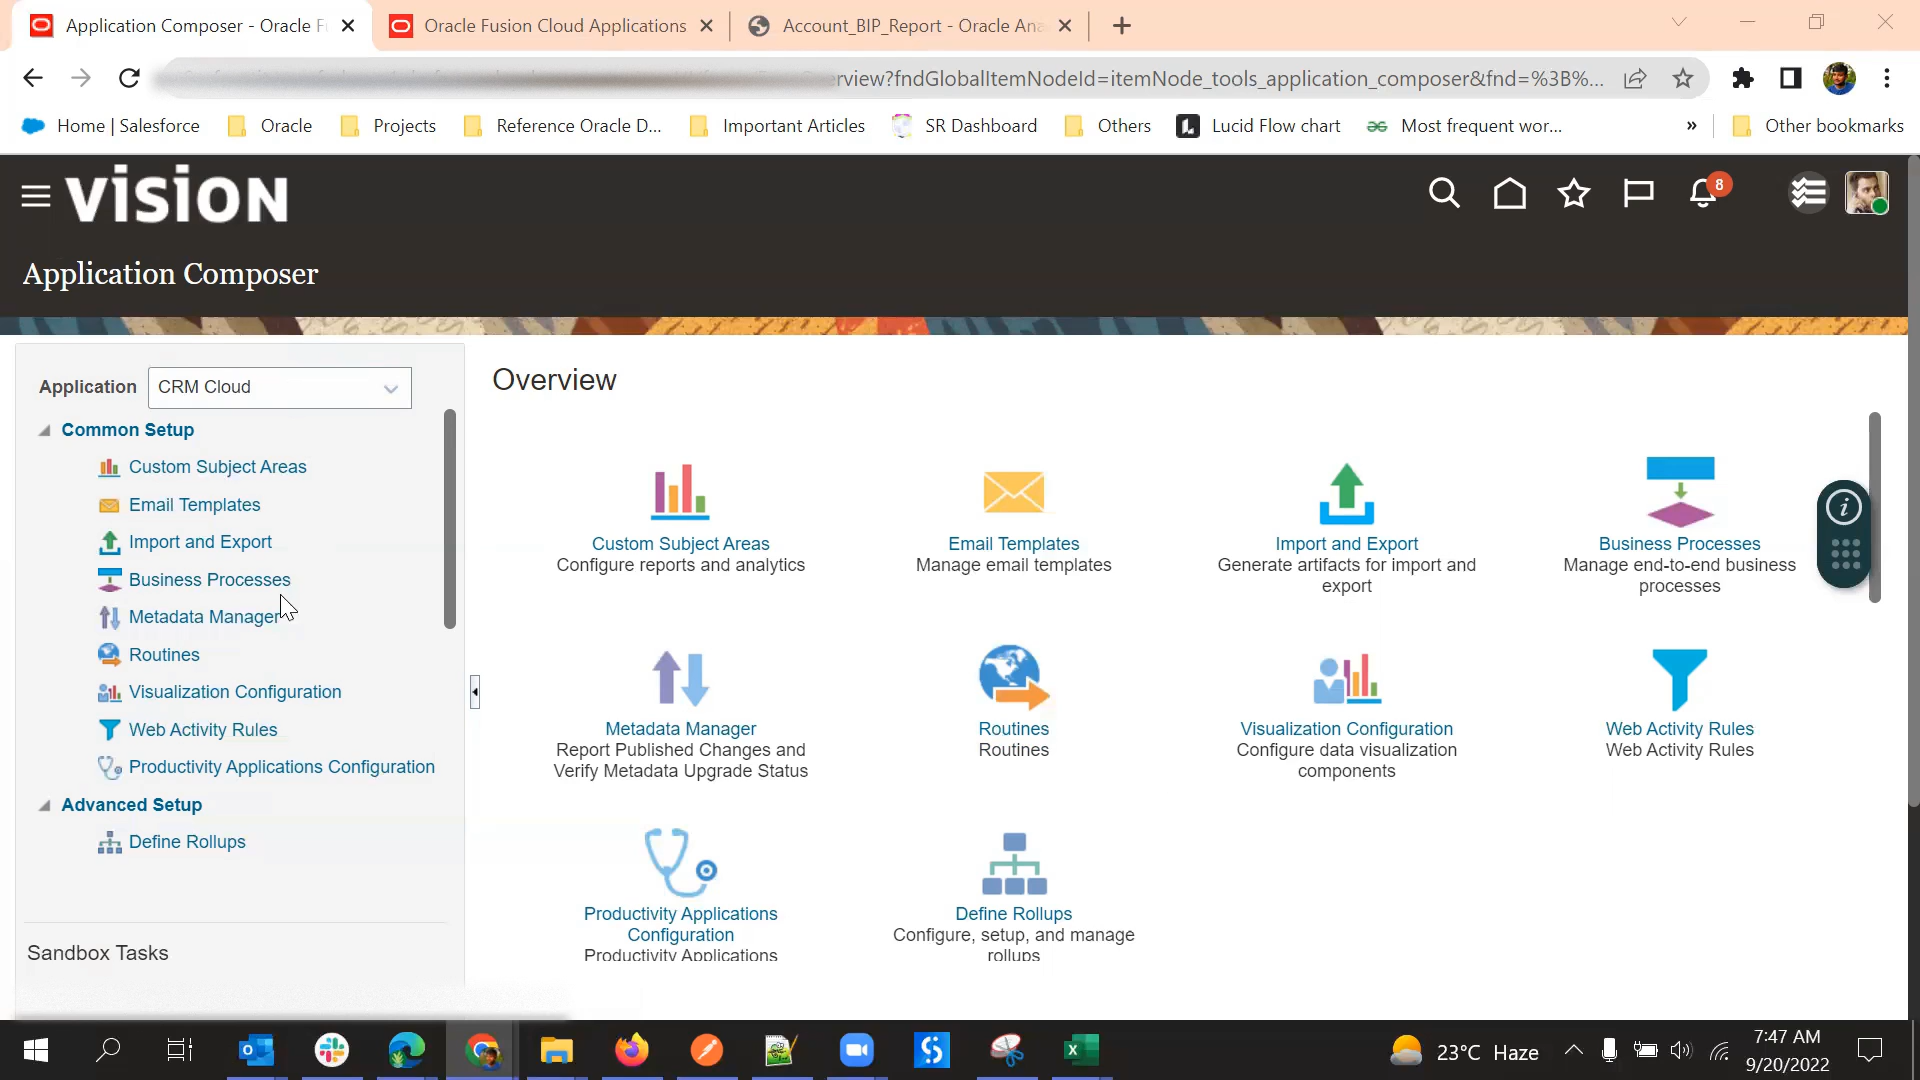 Application Composer - Oracle F
Oracle Fusion Cloud Applications
Account_BIP_Report - Oracle Ana
rview?fndGlobalItemNodeId=itemNode_tools_application_composer&fnd=%3B%...
Home | Salesforce
Oracle
Projects
Reference Oracle D...
Important Articles
SR Dashboard
Others
Lucid Flow chart
Most frequent wor...
»
Other bookmarks
VISION
8
Application Composer
Application
CRM Cloud
Common Setup
Custom Subject Areas
Email Templates
Import and Export
Business Processes
Metadata Manager
Routines
Visualization Configuration
Web Activity Rules
Productivity Applications Configuration
Advanced Setup
Define Rollups
Sandbox Tasks
Overview
Custom Subject Areas
Configure reports and analytics
Email Templates
Manage email templates
Import and Export
Generate artifacts for import and
export
Business Processes
Manage end-to-end business
processes
Metadata Manager
Report Published Changes and
Verify Metadata Upgrade Status
Routines
Routines
Visualization Configuration
Configure data visualization
components
Web Activity Rules
Web Activity Rules
Productivity Applications
Configuration
Productivity Applications
Define Rollups
Configure, setup, and manage
rollups
23°C Haze
7:47 AM
9/20/2022